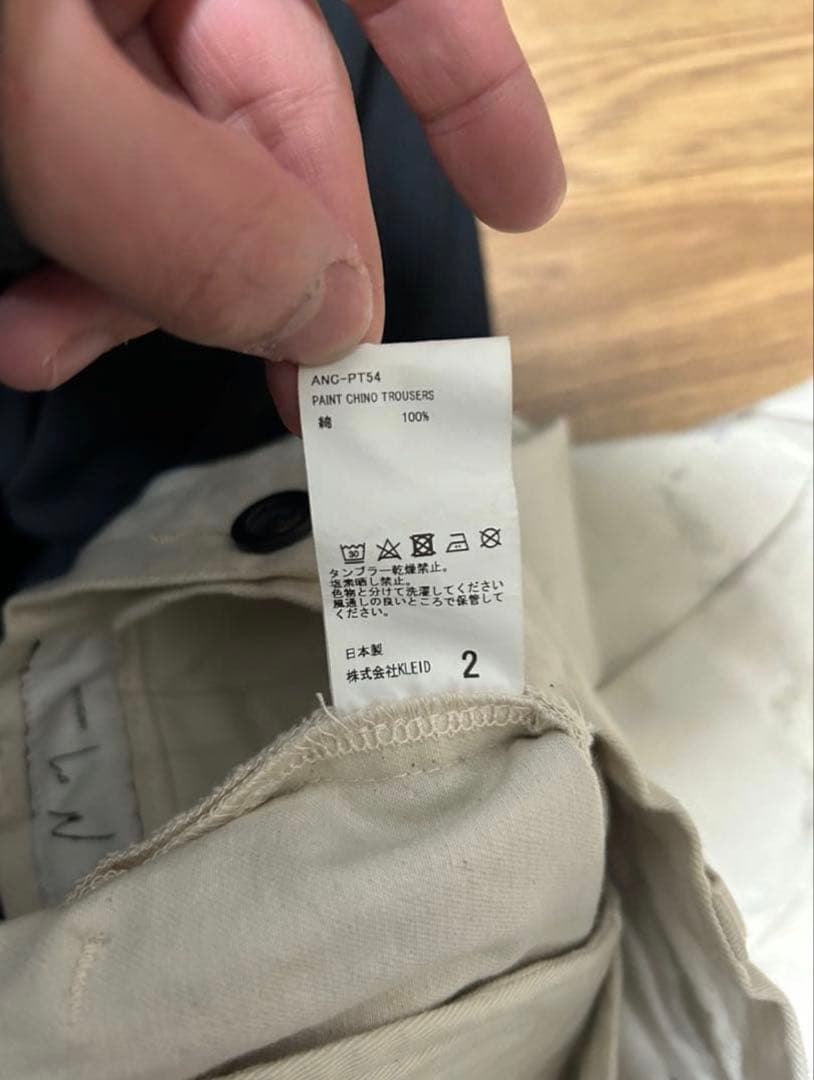 ANC-PT54
PAINT CHINO TROUSERS
綿 100%
30
タンブラー乾燥禁止。
塩素晒し禁止。
色物と分けて洗濯してください
風通しの良いところで保管して
ください。
日本製
株式会社KLEID 2